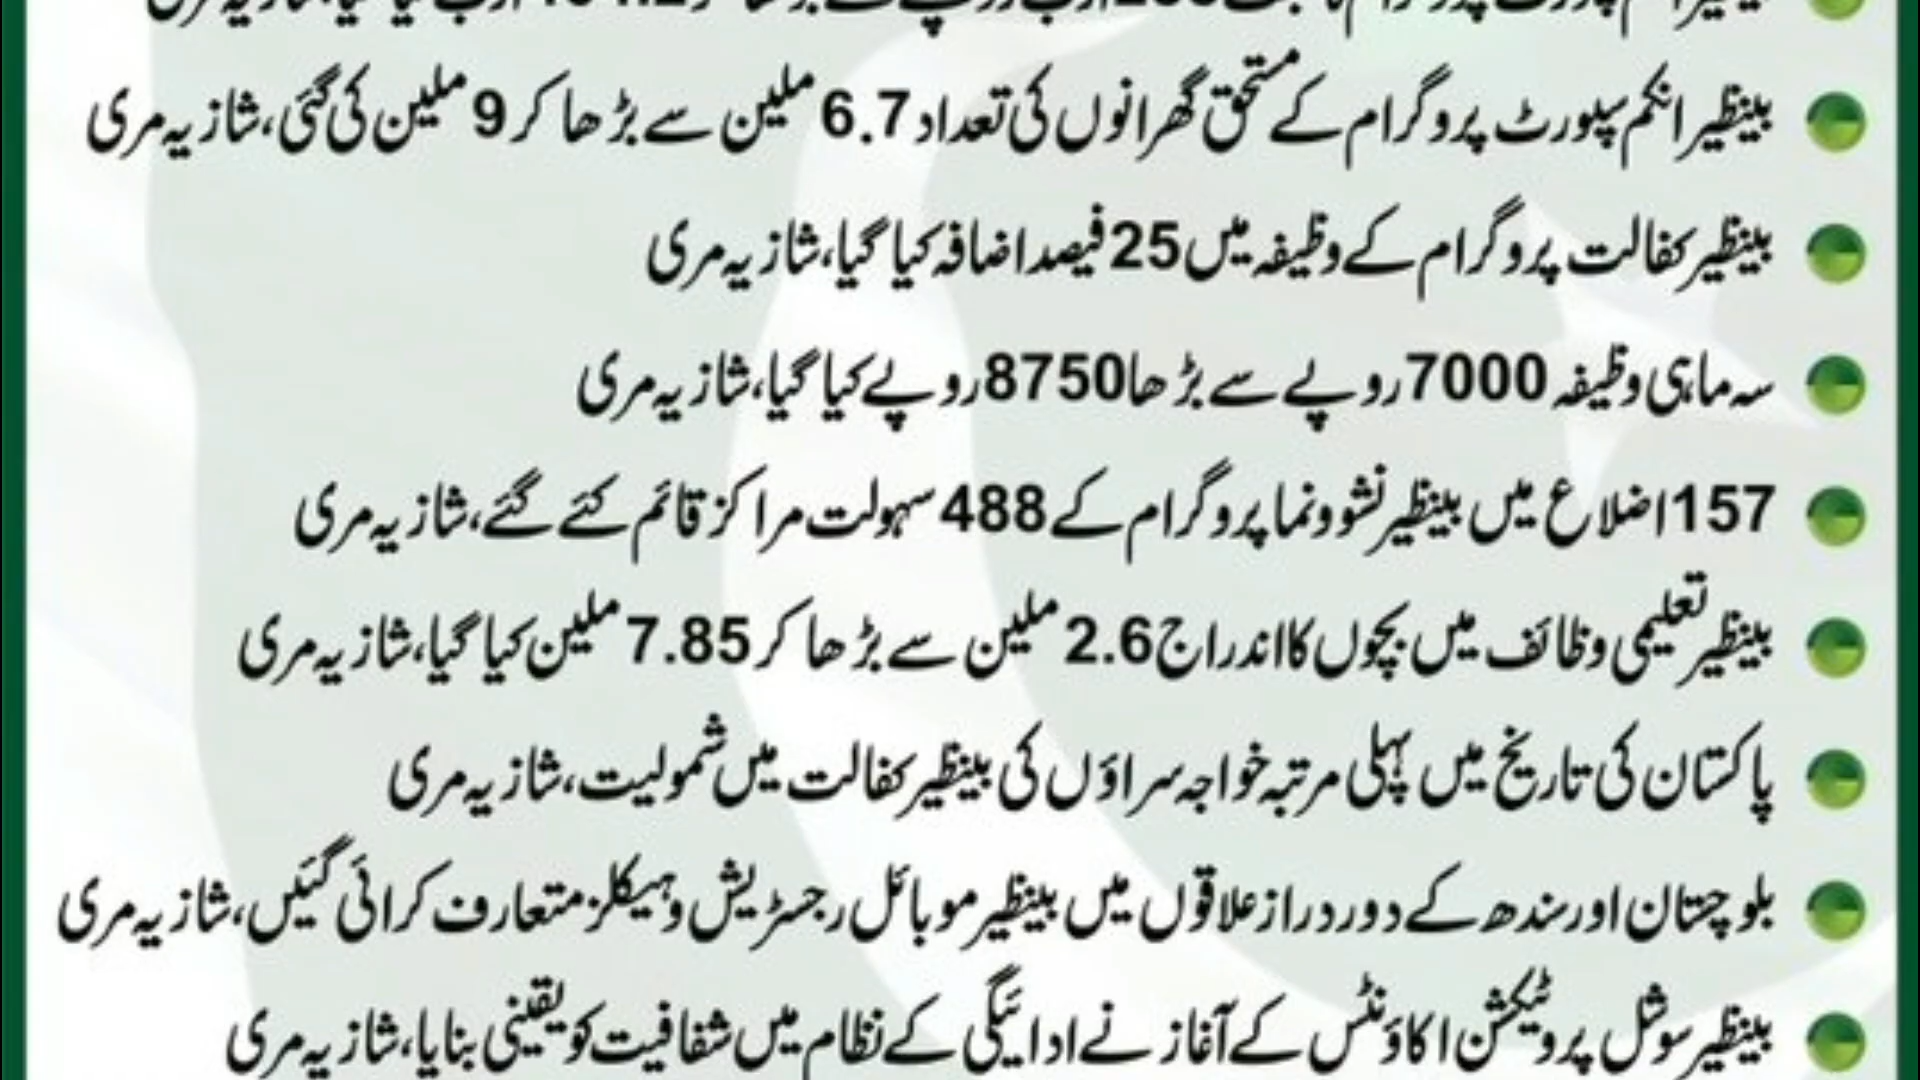 بینظیر انکم سپورٹ پروگرام کے مستحق گھرانوں کی تعداد 6.7 ملین سے بڑھا کر 9 ملین کی گئی، شازیہ مری
بینظیر کفالت پروگرام کے وظیفہ میں 25 فیصد اضافہ کیا گیا، شازیہ مری
سہ ماہی وظیفہ 7000 روپے سے بڑھا 8750 روپے کیا گیا، شازیہ مری
157 اضلاع میں بینظیر نشوونما پروگرام کے 488 سہولت مراکز قائم کئے گئے، شازیہ مری
بینظیر تعلیمی وظائف میں بچوں کا اندراج 2.6 ملین سے بڑھا کر 7.85 ملین کیا گیا، شازیہ مری
پاکستان کی تاریخ میں پہلی مرتبہ خواجہ سراؤں کی بینظیر کفالت میں شمولیت، شازیہ مری
بلوچستان اور سندھ کے دور دراز علاقوں میں بینظیر موبائل رجسٹریشن وہیکلز متعارف کرائی گئیں، شازیہ مری
بینظیر سوشل پروٹیکشن اکاؤنٹس کے آغاز نے ادائیگی کے نظام میں شفافیت کو یقینی بنایا، شازیہ مری